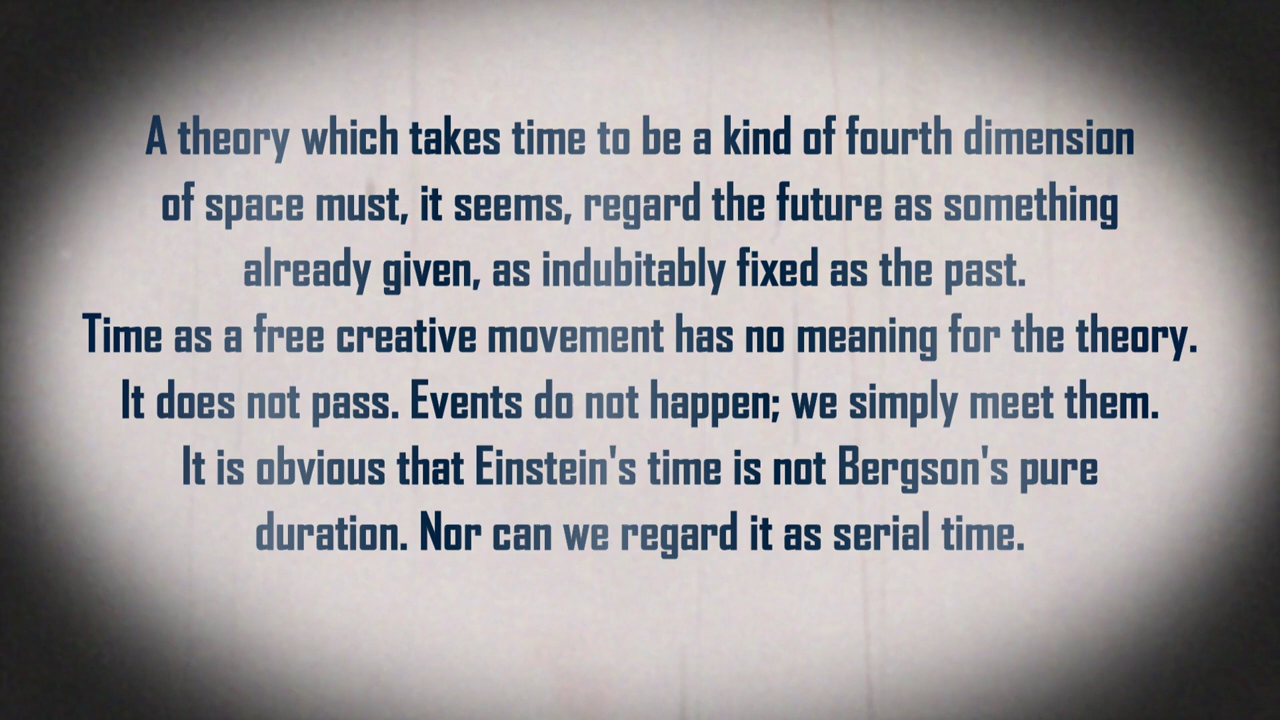 A theory which takes time to be a kind of fourth dimension
of space must, it seems, regard the future as something
already given, as indubitably fixed as the past.
Time as a free creative movement has no meaning for the theory.
It does not pass. Events do not happen; we simply meet them.
It is obvious that Einstein's time is not Bergson's pure
duration. Nor can we regard it as serial time.